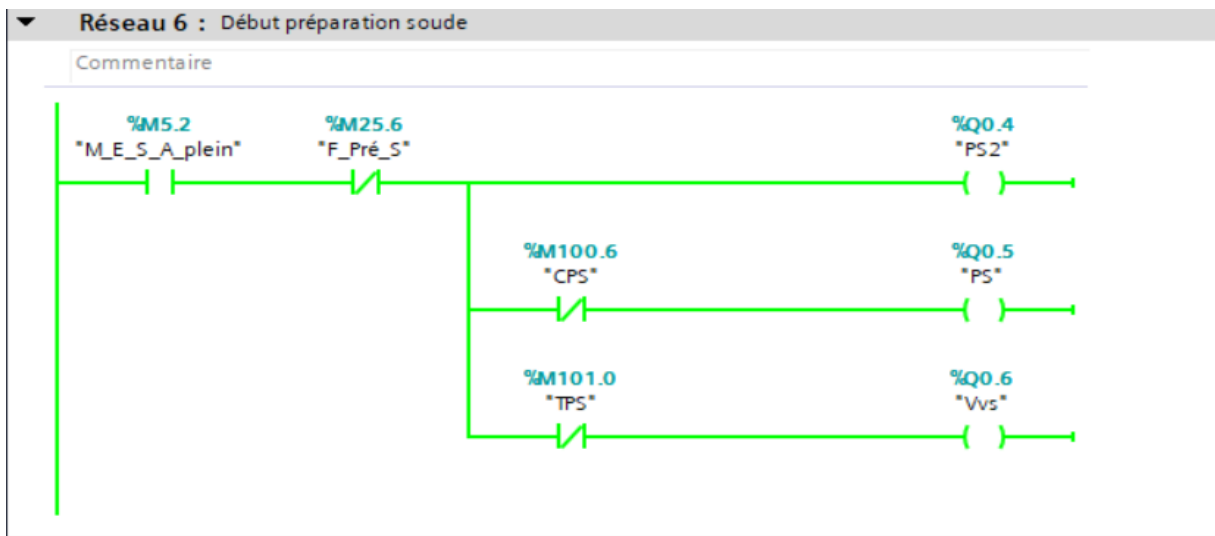 Réseau 6 : Début préparation soude
Commentaire
%M5.2 %M25.6 %Q0.4
"M_E_S_A_plein" "F_Pré_S" "PS2"
%M100.6 %Q0.5
"CPS" "PS"
%M101.0 %Q0.6
"TPS" "Vvs"